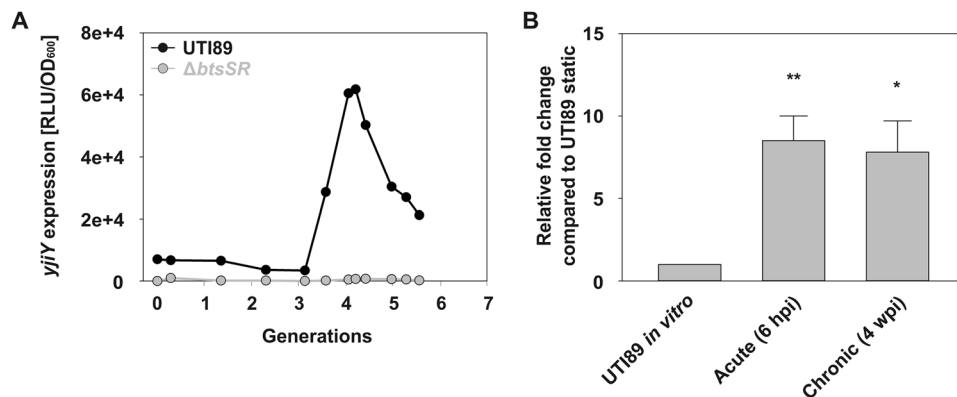 A
yjiY expression [RLU/OD600]
8e+4
6e+4
4e+4
2e+4
0
UTI89
ΔbtsSR
0 1 2 3 4 5 6 7
Generations
B
Relative fold change
compared to UTI89 static
15
10
5
0
**
*
UTI89 in vitro
Acute (6 hpi)
Chronic (4 wpi)